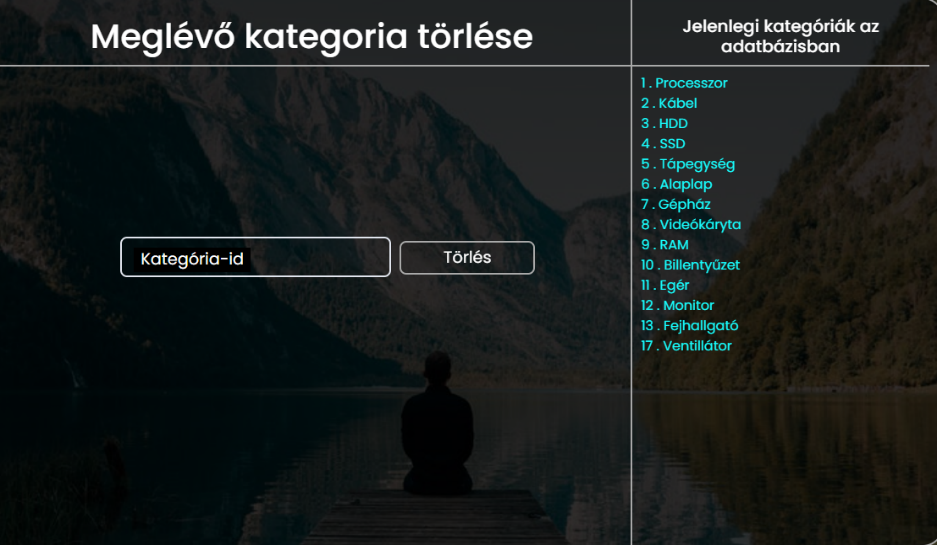 Meglévő kategoria törlése
Kategória-id
Törlés
Jelenlegi kategóriák az
adatbázisban
1 . Processzor
2 . Kábel
3 . HDD
4 . SSD
5 . Tápegység
6 . Alaplap
7 . Gépház
8 . Videókáryta
9 . RAM
10 . Billentyűzet
11 . Egér
12 . Monitor
13 . Fejhallgató
17 . Ventillátor